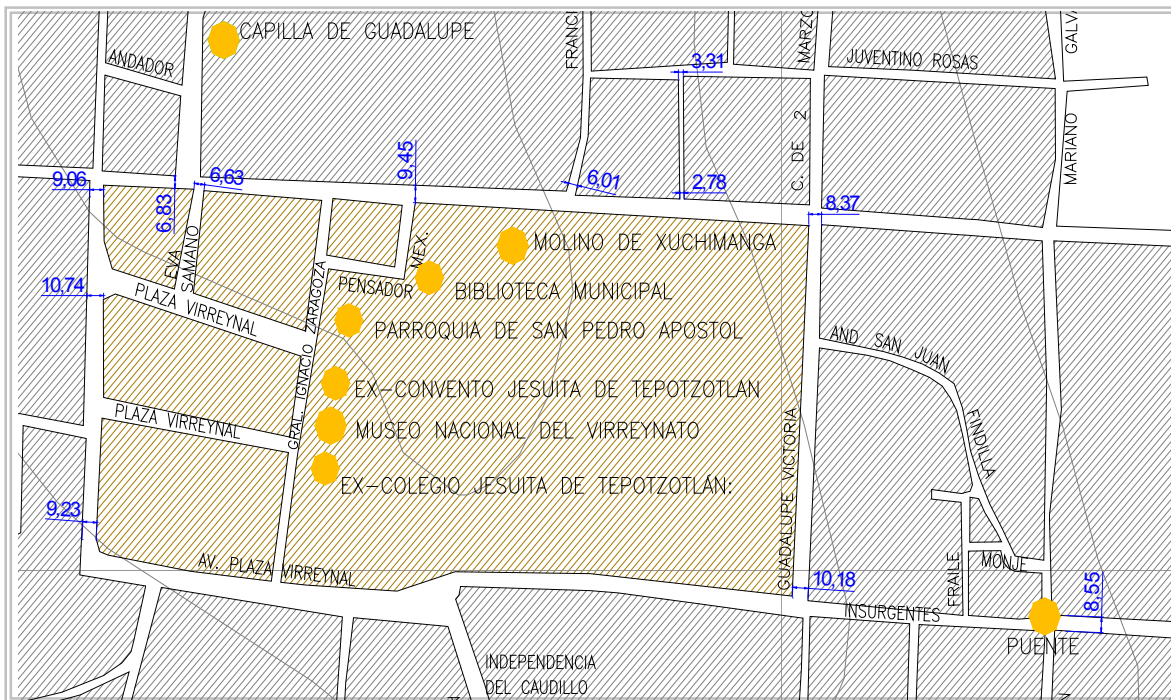 CAPILLA DE GUADALUPE
FRANCI
MARZO
GALVA
ANDADOR
3,31
JUVENTINO ROSAS
C. DE 2
MARIANO
9,45
9,06
6,63
6,01
2,78
6,83
8,37
EVA
SAMANO
MEX.
MOLINO DE XUCHIMANGA
10,74
PLAZA VIRREYNAL
PENSADOR
BIBLIOTECA MUNICIPAL
GRAL. IGNACIO ZARAGOZA
PARROQUIA DE SAN PEDRO APOSTOL
AND SAN JUAN
EX-CONVENTO JESUITA DE TEPOTZOTLAN
PLAZA VIRREYNAL
MUSEO NACIONAL DEL VIRREYNATO
GUADALUPE VICTORIA
FINDILLA
EX-COLEGIO JESUITA DE TEPOTZOTLÁN:
9,23
AV. PLAZA VIRREYNAL
10,18
FRAILE
MONJE
INSURGENTES
8,55
PUENTE
INDEPENDENCIA
DEL CAUDILLO